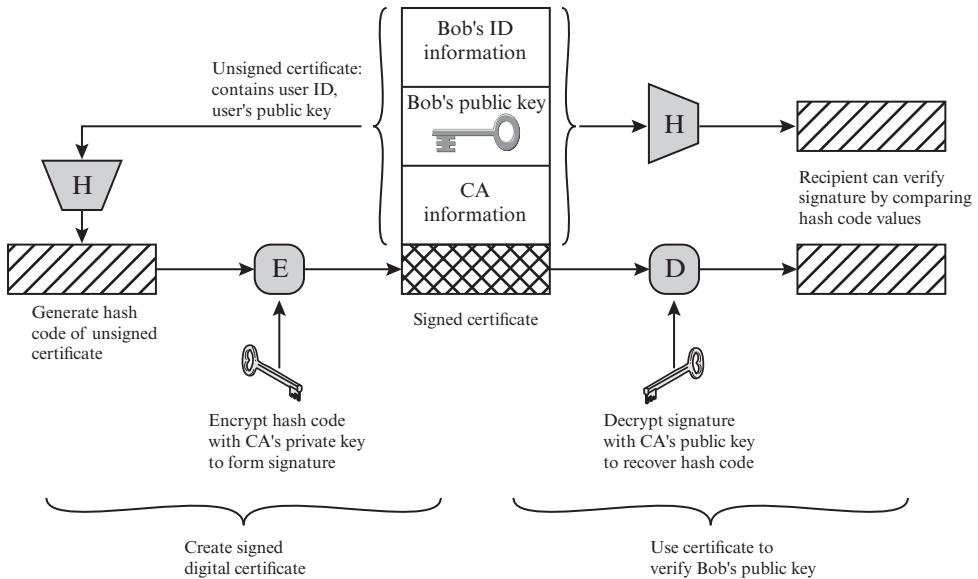 Bob's ID
information
Unsigned certificate:
contains user ID,
user's public key
Bob's public key
H
H
CA
information
Recipient can verify
signature by comparing
hash code values
E
D
Generate hash
code of unsigned
certificate
Signed certificate
Encrypt hash code
with CA's private key
to form signature
Decrypt signature
with CA's public key
to recover hash code
Create signed
digital certificate
Use certificate to
verify Bob's public key